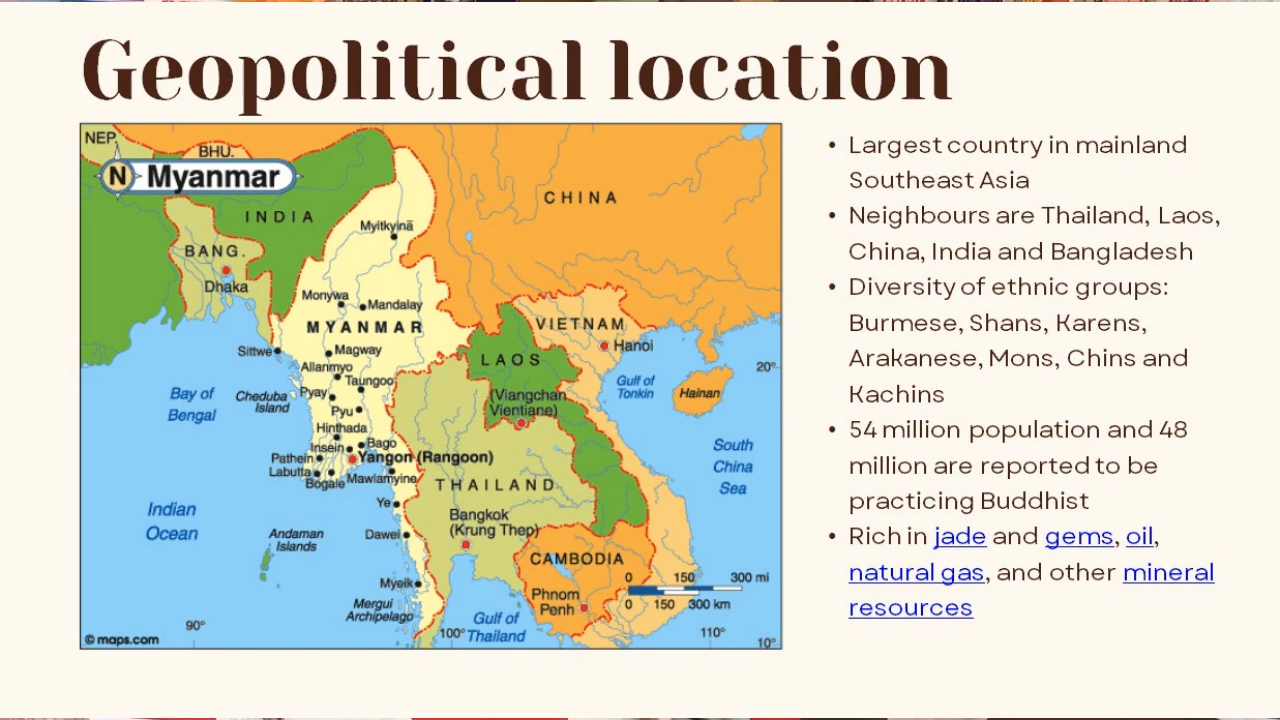 Geopolitical location
NEP.
BHU.
N Myanmar
CHINA
INDIA
Myitkyinā
BANG.
Dhaka
Monywa
Mandalay
MYANMAR
VIETNAM
Hanoi
Sittwe
Magway
LAOS
Allanmyo
20°
Taungoo
Gulf of
Tonkin
Hainan
Bay of
Bengal
Cheduba
Island
Pyay
(Viangchan
Vientiane)
Pyu
Hinthada
Bago
Insein
South
China
Sea
Pathein
Yangon (Rangoon)
Labutta
Mawlamyine
Bogale
THAILAND
Ye
Indian
Ocean
Bangkok
(Krung Thep)
Andaman
Islands
Dawei
CAMBODIA
Myeik
0 150 300 mi
0 150 300 km
Phnom
Penh
Mergui
Archipelago
Gulf of
Thailand
90°
100°
110°
10°
© maps.com
• Largest country in mainland
Southeast Asia
• Neighbours are Thailand, Laos,
China, India and Bangladesh
• Diversity of ethnic groups:
Burmese, Shans, Karens,
Arakanese, Mons, Chins and
Kachins
• 54 million population and 48
million are reported to be
practicing Buddhist
• Rich in jade and gems, oil,
natural gas, and other mineral
resources